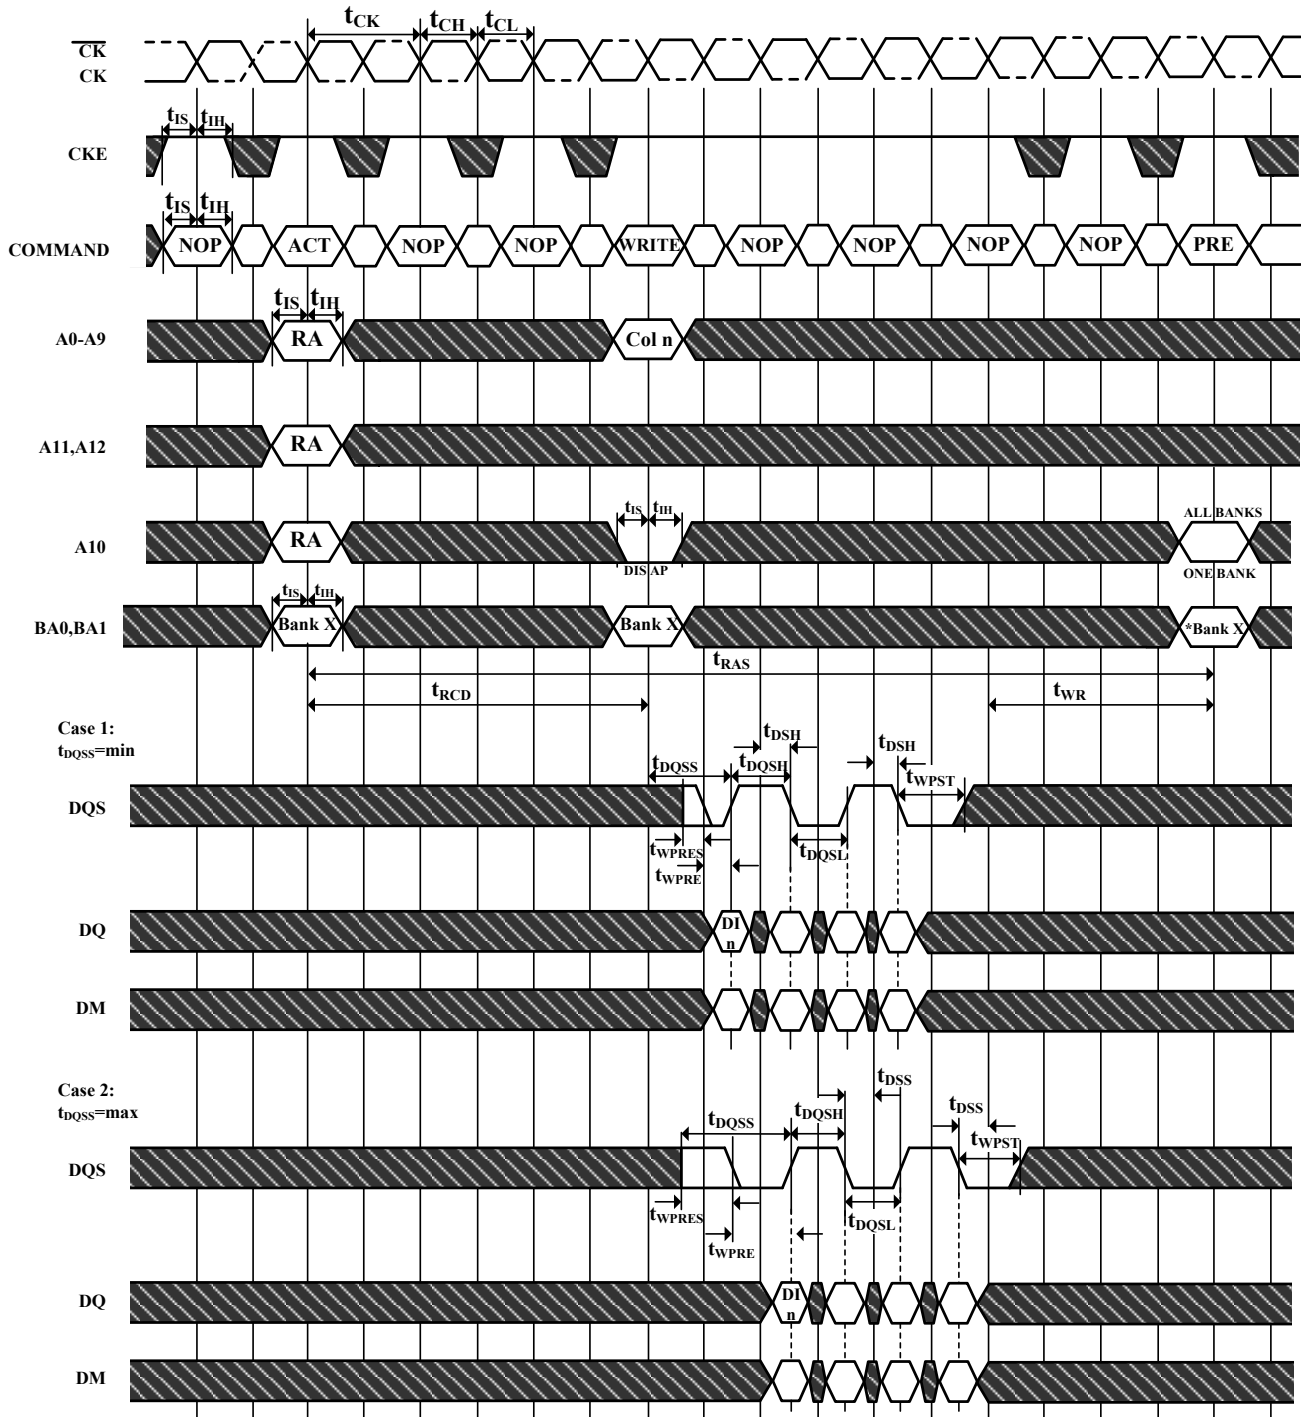 tCK tCH tCL
CK
CK
tIS tIH
CKE
tIS tIH
COMMAND NOP ACT NOP NOP WRITE NOP NOP NOP NOP PRE
tIS tIH
A0-A9 RA Col n
A11,A12 RA
tIS tIH ALL BANKS
A10 RA
DIS AP ONE BANK
tIS tIH
BA0,BA1 Bank X Bank X *Bank X
tRAS
tRCD tWR
Case 1:
tDQSS=min
tDSH tDSH
tDQSS tDQSH tWPST
DQS
tWPRES tDQSL
tWPRE
DQ DI
n
DM
Case 2:
tDQSS=max
tDSS tDSS
tDQSS tDQSH tWPST
DQS
tWPRES tDQSL
tWPRE
DQ DI
n
DM